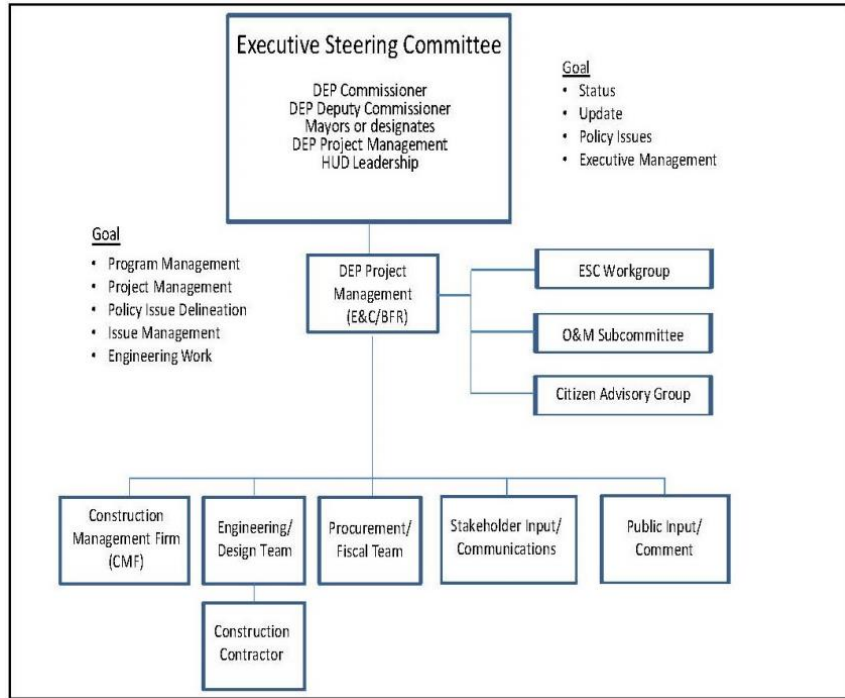 Executive Steering Committee
DEP Commissioner
DEP Deputy Commissioner
Mayors or designates
DEP Project Management
HUD Leadership
Goal
• Status
• Update
• Policy Issues
• Executive Management
Goal
• Program Management
• Project Management
• Policy Issue Delineation
• Issue Management
• Engineering Work
DEP Project
Management
(E&C/BFR)
ESC Workgroup
O&M Subcommittee
Citizen Advisory Group
Construction
Management Firm
(CMF)
Engineering/
Design Team
Procurement/
Fiscal Team
Stakeholder Input/
Communications
Public Input/
Comment
Construction
Contractor